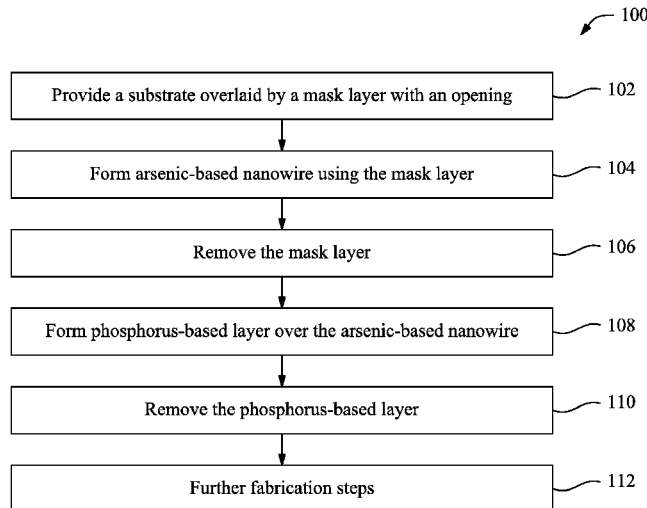 100
Provide a substrate overlaid by a mask layer with an opening
102
Form arsenic-based nanowire using the mask layer
104
Remove the mask layer
106
Form phosphorus-based layer over the arsenic-based nanowire
108
Remove the phosphorus-based layer
110
Further fabrication steps
112